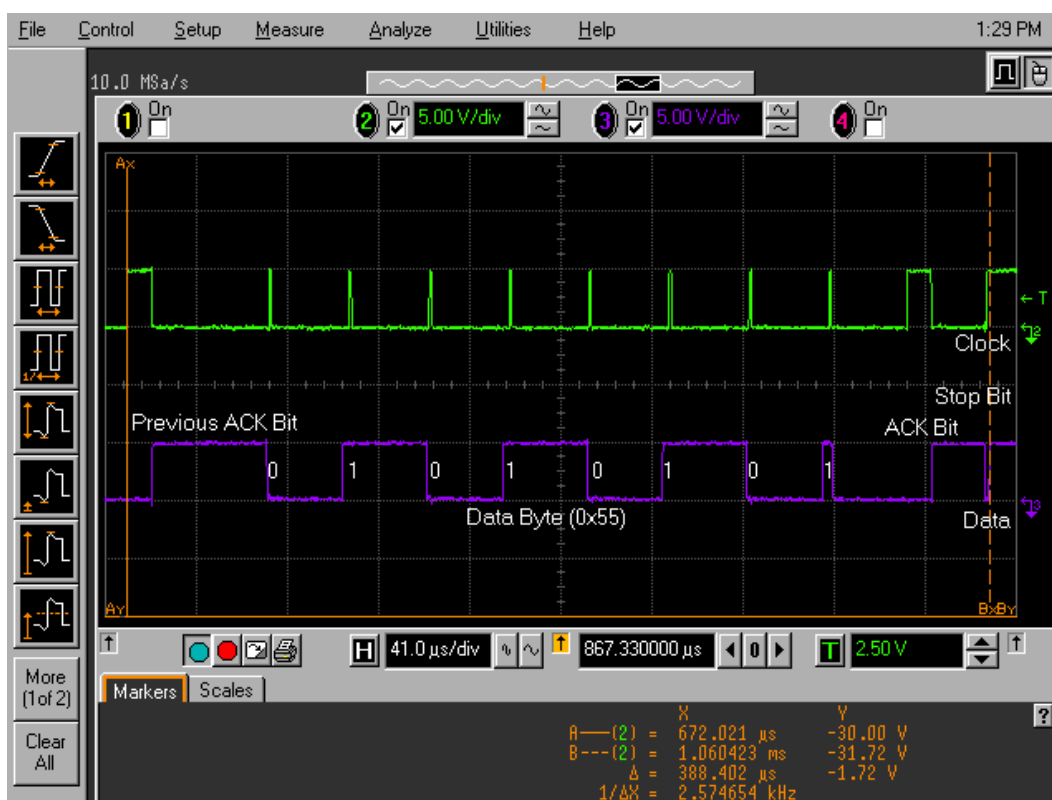 File Control Setup Measure Analyze Utilities Help 1:29 PM
10.0 MSa/s
1 On 2 On 5.00 V/div 3 On 5.00 V/div 4 On
Ax
T
2
Clock
Stop Bit
Previous ACK Bit ACK Bit
0 1 0 1 0 1 0 1
3
Data Byte (0x55) Data
Ay BxBy
1/
H 41.0 µs/div 867.330000 µs 0 T 2.50 V
More
(1of 2)
Clear
All
Markers Scales
?
X Y
A---(2) = 672.021 µs -30.00 V
B---(2) = 1.060423 ms -31.72 V
Δ = 388.402 µs -1.72 V
1/ΔX = 2.574654 kHz